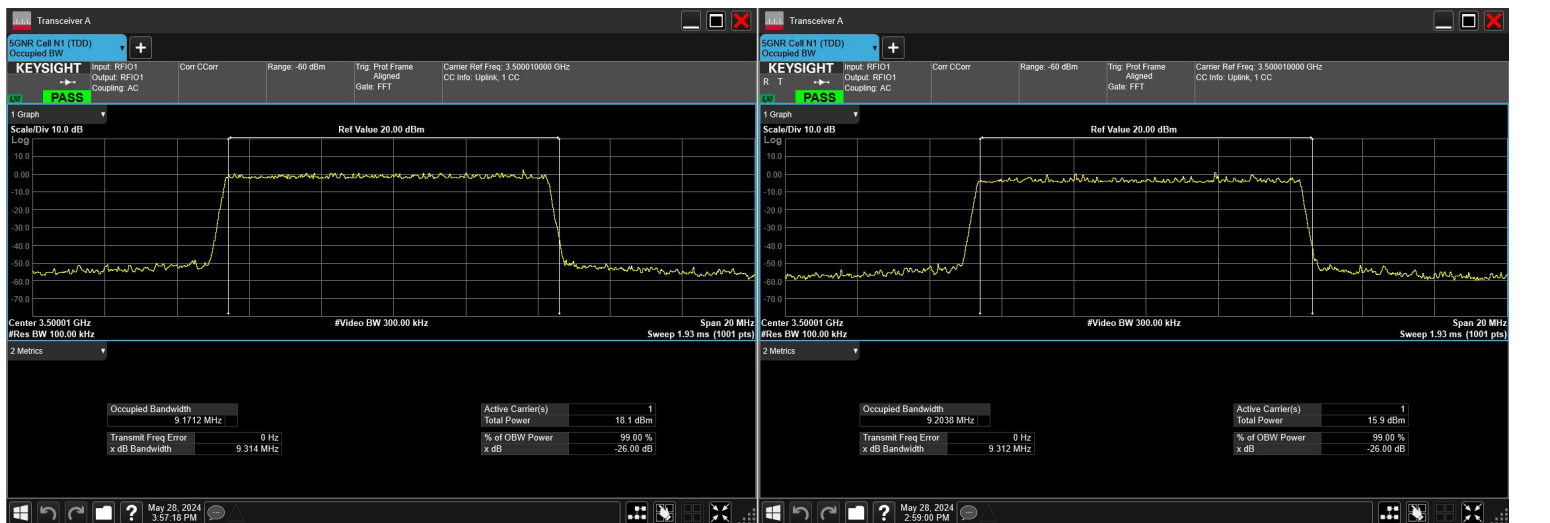 Transceiver A
5GNR Cell N1 (TDD)
Occupied BW
+
KEYSIGHT
LXI PASS
Input: RFIO1
Output: RFIO1
Coupling: AC
Corr CCorr
Range: -60 dBm
Trig: Prot Frame
Aligned
Gate: FFT
Carrier Ref Freq: 3.500010000 GHz
CC Info: Uplink, 1 CC
1 Graph
Scale/Div 10.0 dB
Ref Value 20.00 dBm
Log
10.0
0.00
-10.0
-20.0
-30.0
-40.0
-50.0
-60.0
-70.0
Center 3.50001 GHz
#Video BW 300.00 kHz
Span 20 MHz
#Res BW 100.00 kHz
Sweep 1.93 ms (1001 pts)
2 Metrics
Occupied Bandwidth
9.1712 MHz
Transmit Freq Error 0 Hz
x dB Bandwidth 9.314 MHz
Active Carrier(s) 1
Total Power 18.1 dBm
% of OBW Power 99.00 %
x dB -26.00 dB
?
May 28, 2024
3:57:18 PM
Transceiver A
5GNR Cell N1 (TDD)
Occupied BW
+
KEYSIGHT
R T
LXI PASS
Input: RFIO1
Output: RFIO1
Coupling: AC
Corr CCorr
Range: -60 dBm
Trig: Prot Frame
Aligned
Gate: FFT
Carrier Ref Freq: 3.500010000 GHz
CC Info: Uplink, 1 CC
1 Graph
Scale/Div 10.0 dB
Ref Value 20.00 dBm
Log
10.0
0.00
-10.0
-20.0
-30.0
-40.0
-50.0
-60.0
-70.0
Center 3.50001 GHz
#Video BW 300.00 kHz
Span 20 MHz
#Res BW 100.00 kHz
Sweep 1.93 ms (1001 pts)
2 Metrics
Occupied Bandwidth
9.2038 MHz
Transmit Freq Error 0 Hz
x dB Bandwidth 9.312 MHz
Active Carrier(s) 1
Total Power 15.9 dBm
% of OBW Power 99.00 %
x dB -26.00 dB
?
May 28, 2024
2:59:00 PM